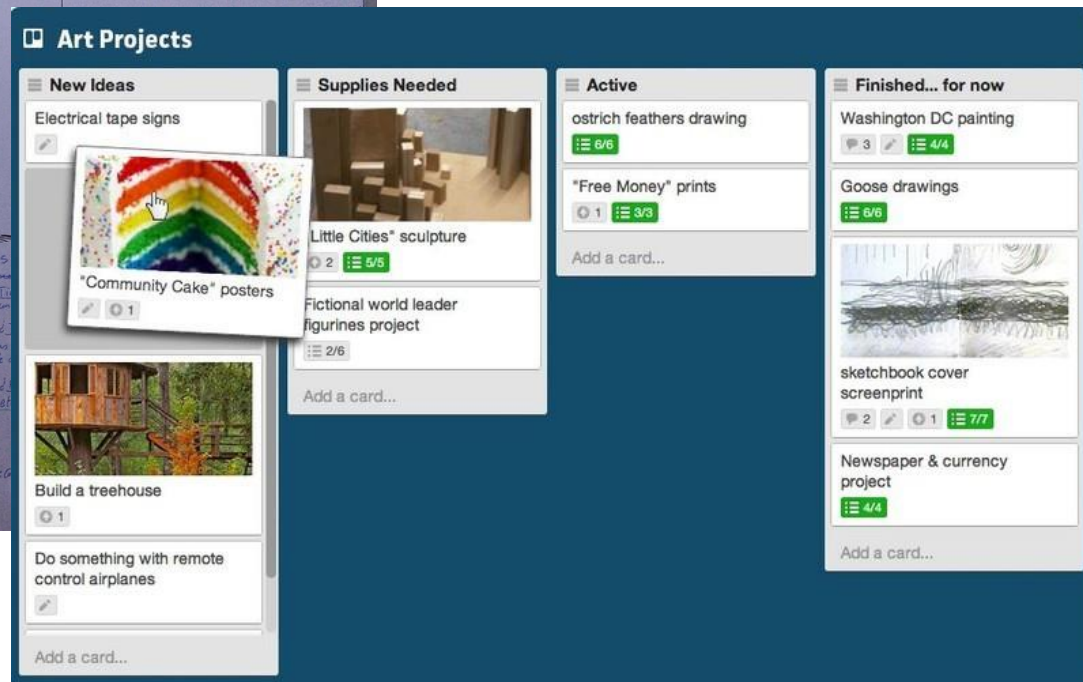 Art Projects
New Ideas
Electrical tape signs
"Community Cake" posters
1
Build a treehouse
1
Do something with remote
control airplanes
Add a card...
Supplies Needed
Little Cities" sculpture
2 5/5
Fictional world leader
figurines project
2/6
Add a card...
Active
ostrich feathers drawing
6/6
"Free Money" prints
1 3/3
Add a card...
Finished... for now
Washington DC painting
3 4/4
Goose drawings
6/6
sketchbook cover
screenprint
2 1 7/7
Newspaper & currency
project
4/4
Add a card...